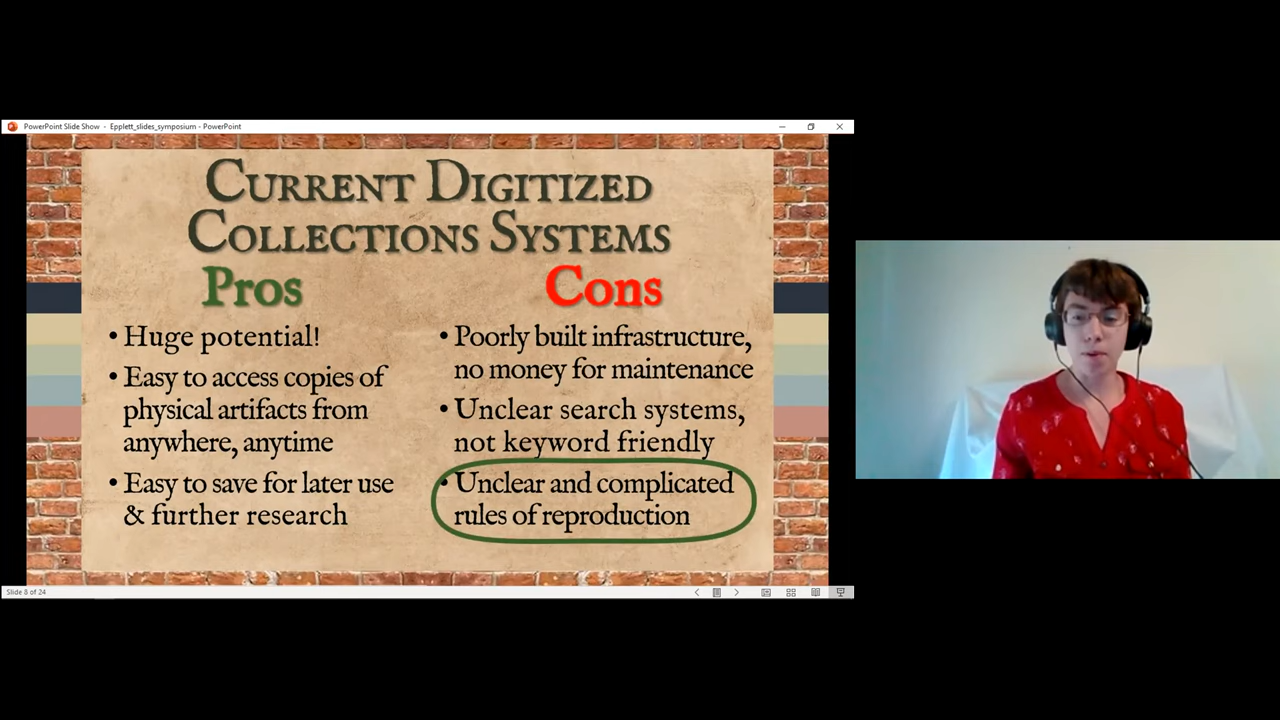 PowerPoint Slide Show - Epplett_slides_symposium - PowerPoint
Current Digitized
Collections Systems
Pros
• Huge potential!
• Easy to access copies of
physical artifacts from
anywhere, anytime
• Easy to save for later use
& further research
Cons
• Poorly built infrastructure,
no money for maintenance
• Unclear search systems,
not keyword friendly
• Unclear and complicated
rules of reproduction
Slide 8 of 24